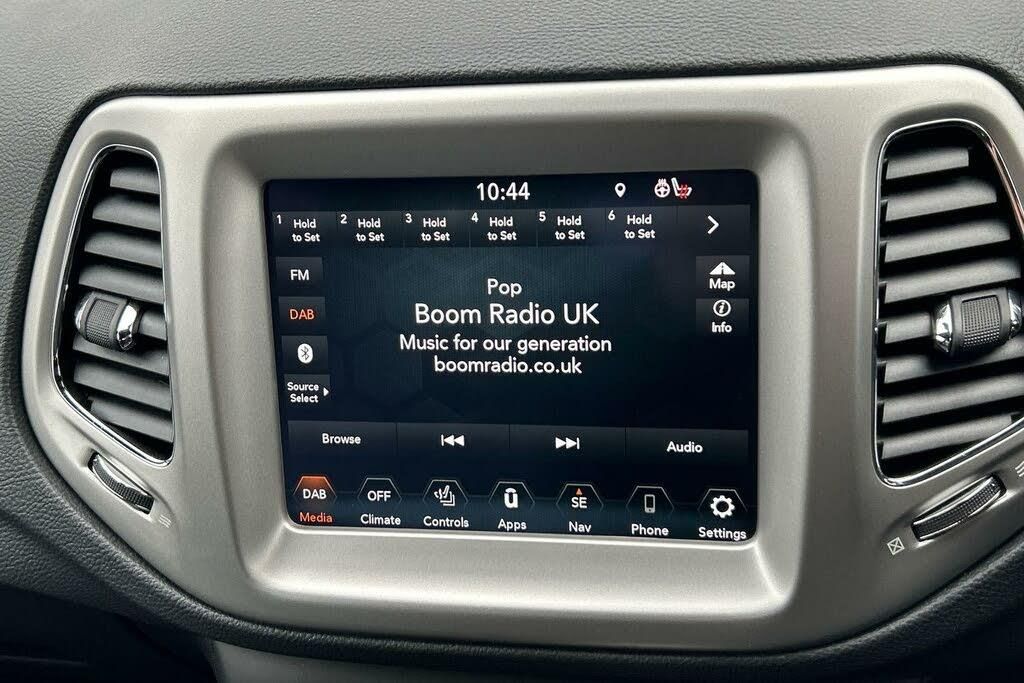 10:44
1 Hold
to Set
2 Hold
to Set
3 Hold
to Set
4 Hold
to Set
5 Hold
to Set
6 Hold
to Set
FM
DAB
Source
Select
Pop
Boom Radio UK
Music for our generation
boomradio.co.uk
Map
Info
Browse
Audio
DAB
Media
OFF
Climate
Controls
Apps
SE
Nav
Phone
Settings